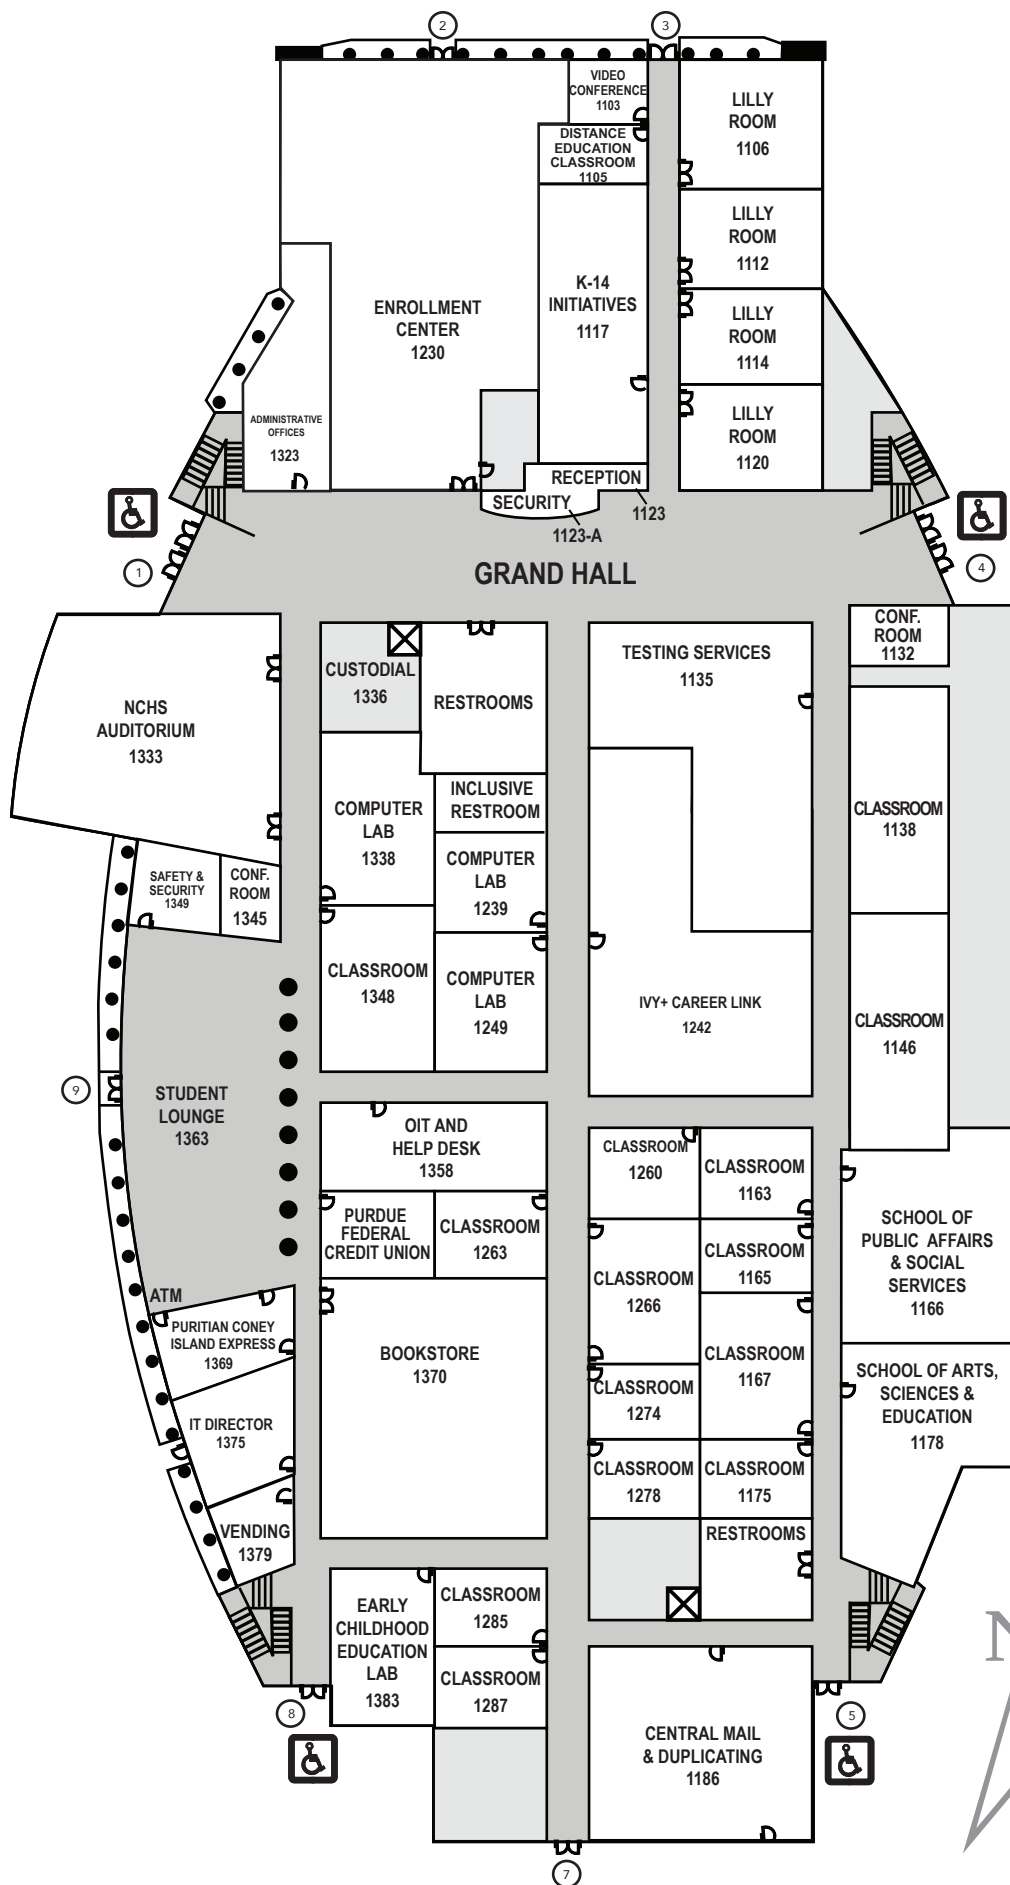 2
3
VIDEO
CONFERENCE
1103
DISTANCE
EDUCATION
CLASSROOM
1105
LILLY
ROOM
1106
LILLY
ROOM
1112
K-14
INITIATIVES
1117
ENROLLMENT
CENTER
1230
LILLY
ROOM
1114
LILLY
ROOM
1120
ADMINISTRATIVE
OFFICES
1323
RECEPTION
SECURITY
1123
1123-A
1
GRAND HALL
4
CONF.
ROOM
1132
NCHS
AUDITORIUM
1333
CUSTODIAL
1336
RESTROOMS
TESTING SERVICES
1135
INCLUSIVE
RESTROOM
COMPUTER
LAB
1338
CLASSROOM
1138
COMPUTER
LAB
1239
SAFETY &
SECURITY
1349
CONF.
ROOM
1345
CLASSROOM
1348
COMPUTER
LAB
1249
IVY+ CAREER LINK
1242
CLASSROOM
1146
9
STUDENT
LOUNGE
1363
OIT AND
HELP DESK
1358
CLASSROOM
1260
CLASSROOM
1163
PURDUE
FEDERAL
CREDIT UNION
CLASSROOM
1263
CLASSROOM
1266
CLASSROOM
1165
SCHOOL OF
PUBLIC AFFAIRS
& SOCIAL
SERVICES
1166
ATM
PURITIAN CONEY
ISLAND EXPRESS
1369
BOOKSTORE
1370
CLASSROOM
1167
CLASSROOM
1274
SCHOOL OF ARTS,
SCIENCES &
EDUCATION
1178
IT DIRECTOR
1375
CLASSROOM
1278
CLASSROOM
1175
VENDING
1379
RESTROOMS
EARLY
CHILDHOOD
EDUCATION
LAB
1383
CLASSROOM
1285
CLASSROOM
1287
N
8
5
CENTRAL MAIL
& DUPLICATING
1186
7